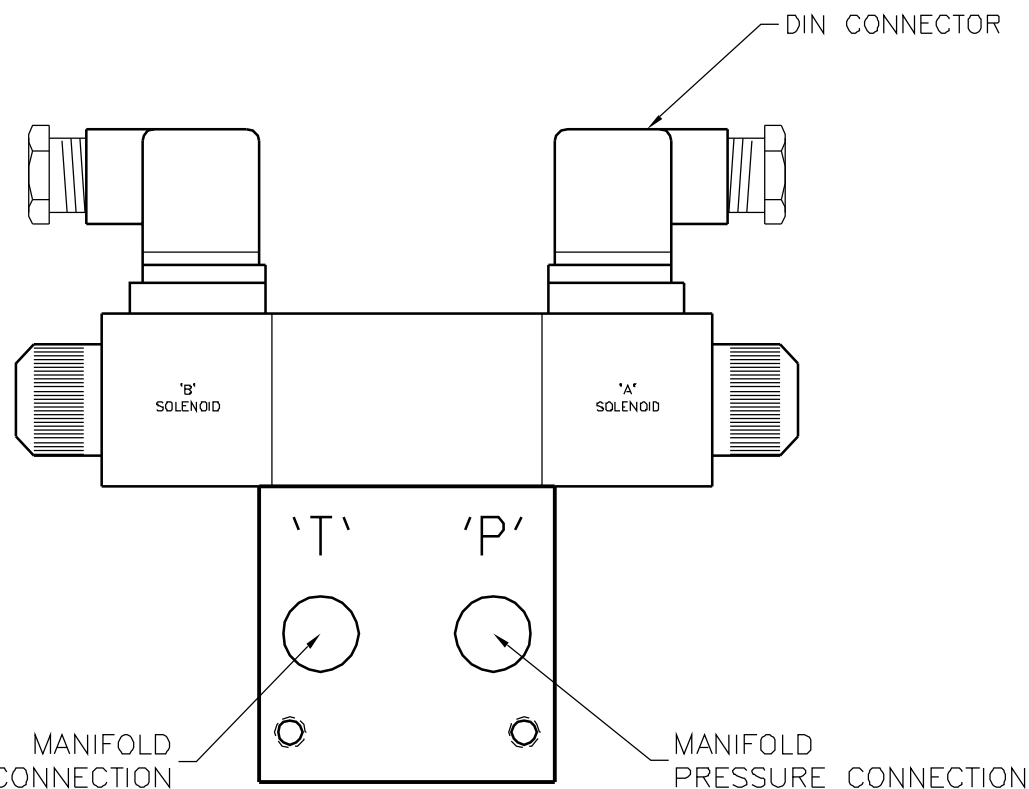 DIN CONNECTOR
'B'
SOLENOID
'A'
SOLENOID
'T'
'P'
MANIFOLD
CONNECTION
MANIFOLD
PRESSURE CONNECTION